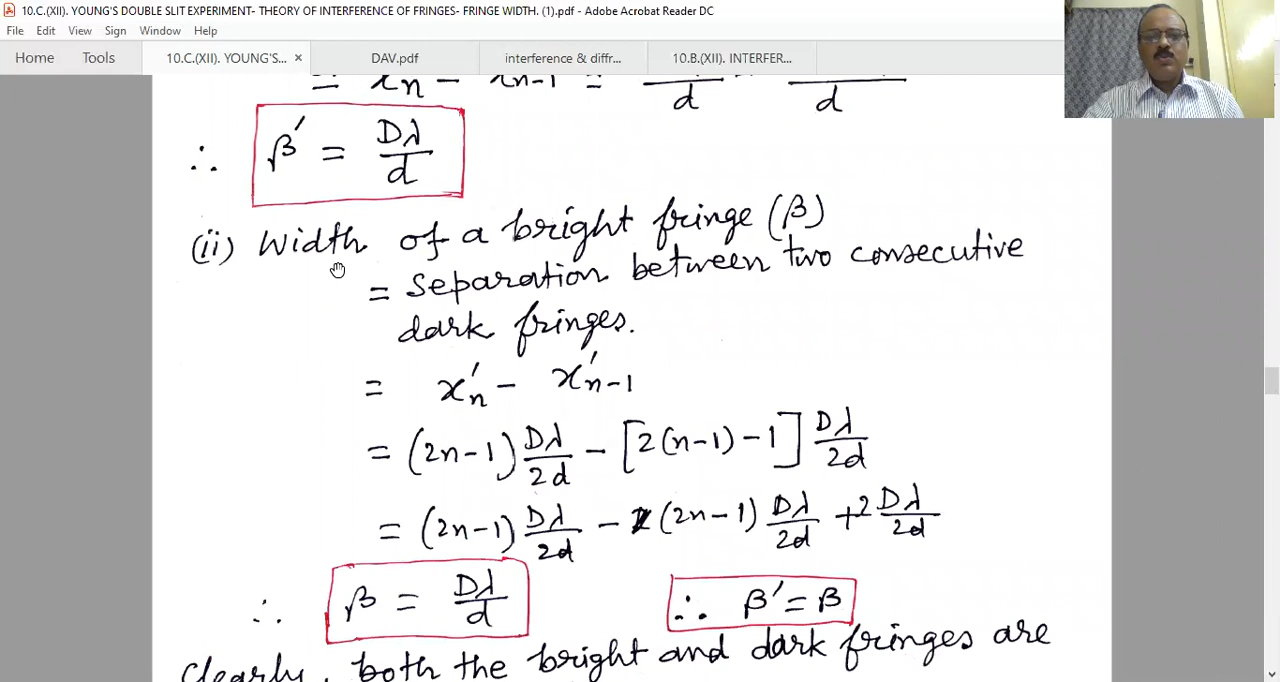 10.C.(XII). YOUNG'S DOUBLE SLIT EXPERIMENT- THEORY OF INTERFERENCE OF FRINGES- FRINGE WIDTH. (1).pdf - Adobe Acrobat Reader DC
File Edit View Sign Window Help
Home Tools 10.C.(XII). YOUNG'S... × DAV.pdf interference & diffr... 10.B.(XII). INTERFER...
= xn - xn-1 = d d
∴ β′ = Dλ/d
(ii) Width of a bright fringe (β)
= separation between two consecutive
dark fringes.
= x′n - x′n-1
= (2n-1) Dλ/2d - [2(n-1)-1] Dλ/2d
= (2n-1) Dλ/2d - (2n-1) Dλ/2d + 2 Dλ/2d
∴ β = Dλ/d ∴ β′ = β
Clearly, both the bright and dark fringes are